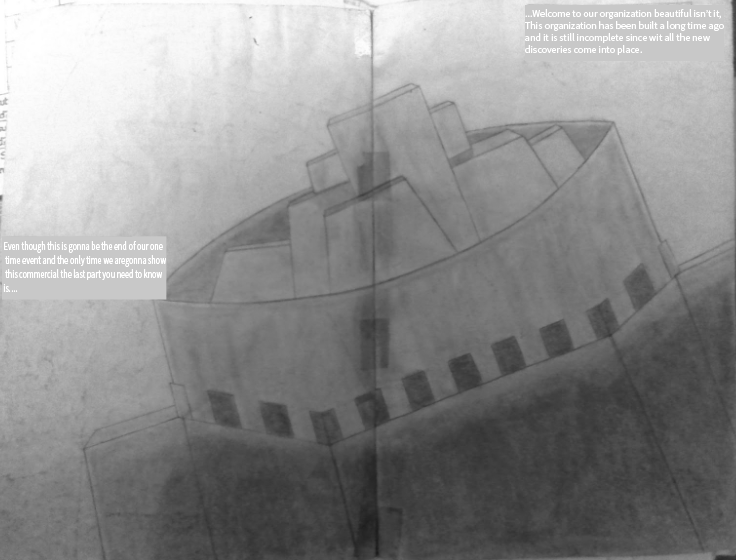 ...Welcome to our organization beautiful isn't it,
This organization has been built a long time ago
and it is still incomplete since wit all the new
discoveries come into place.
Even though this is gonna be the end of our one
time event and the only time we aregonna show
this commercial the last part you need to know
is....